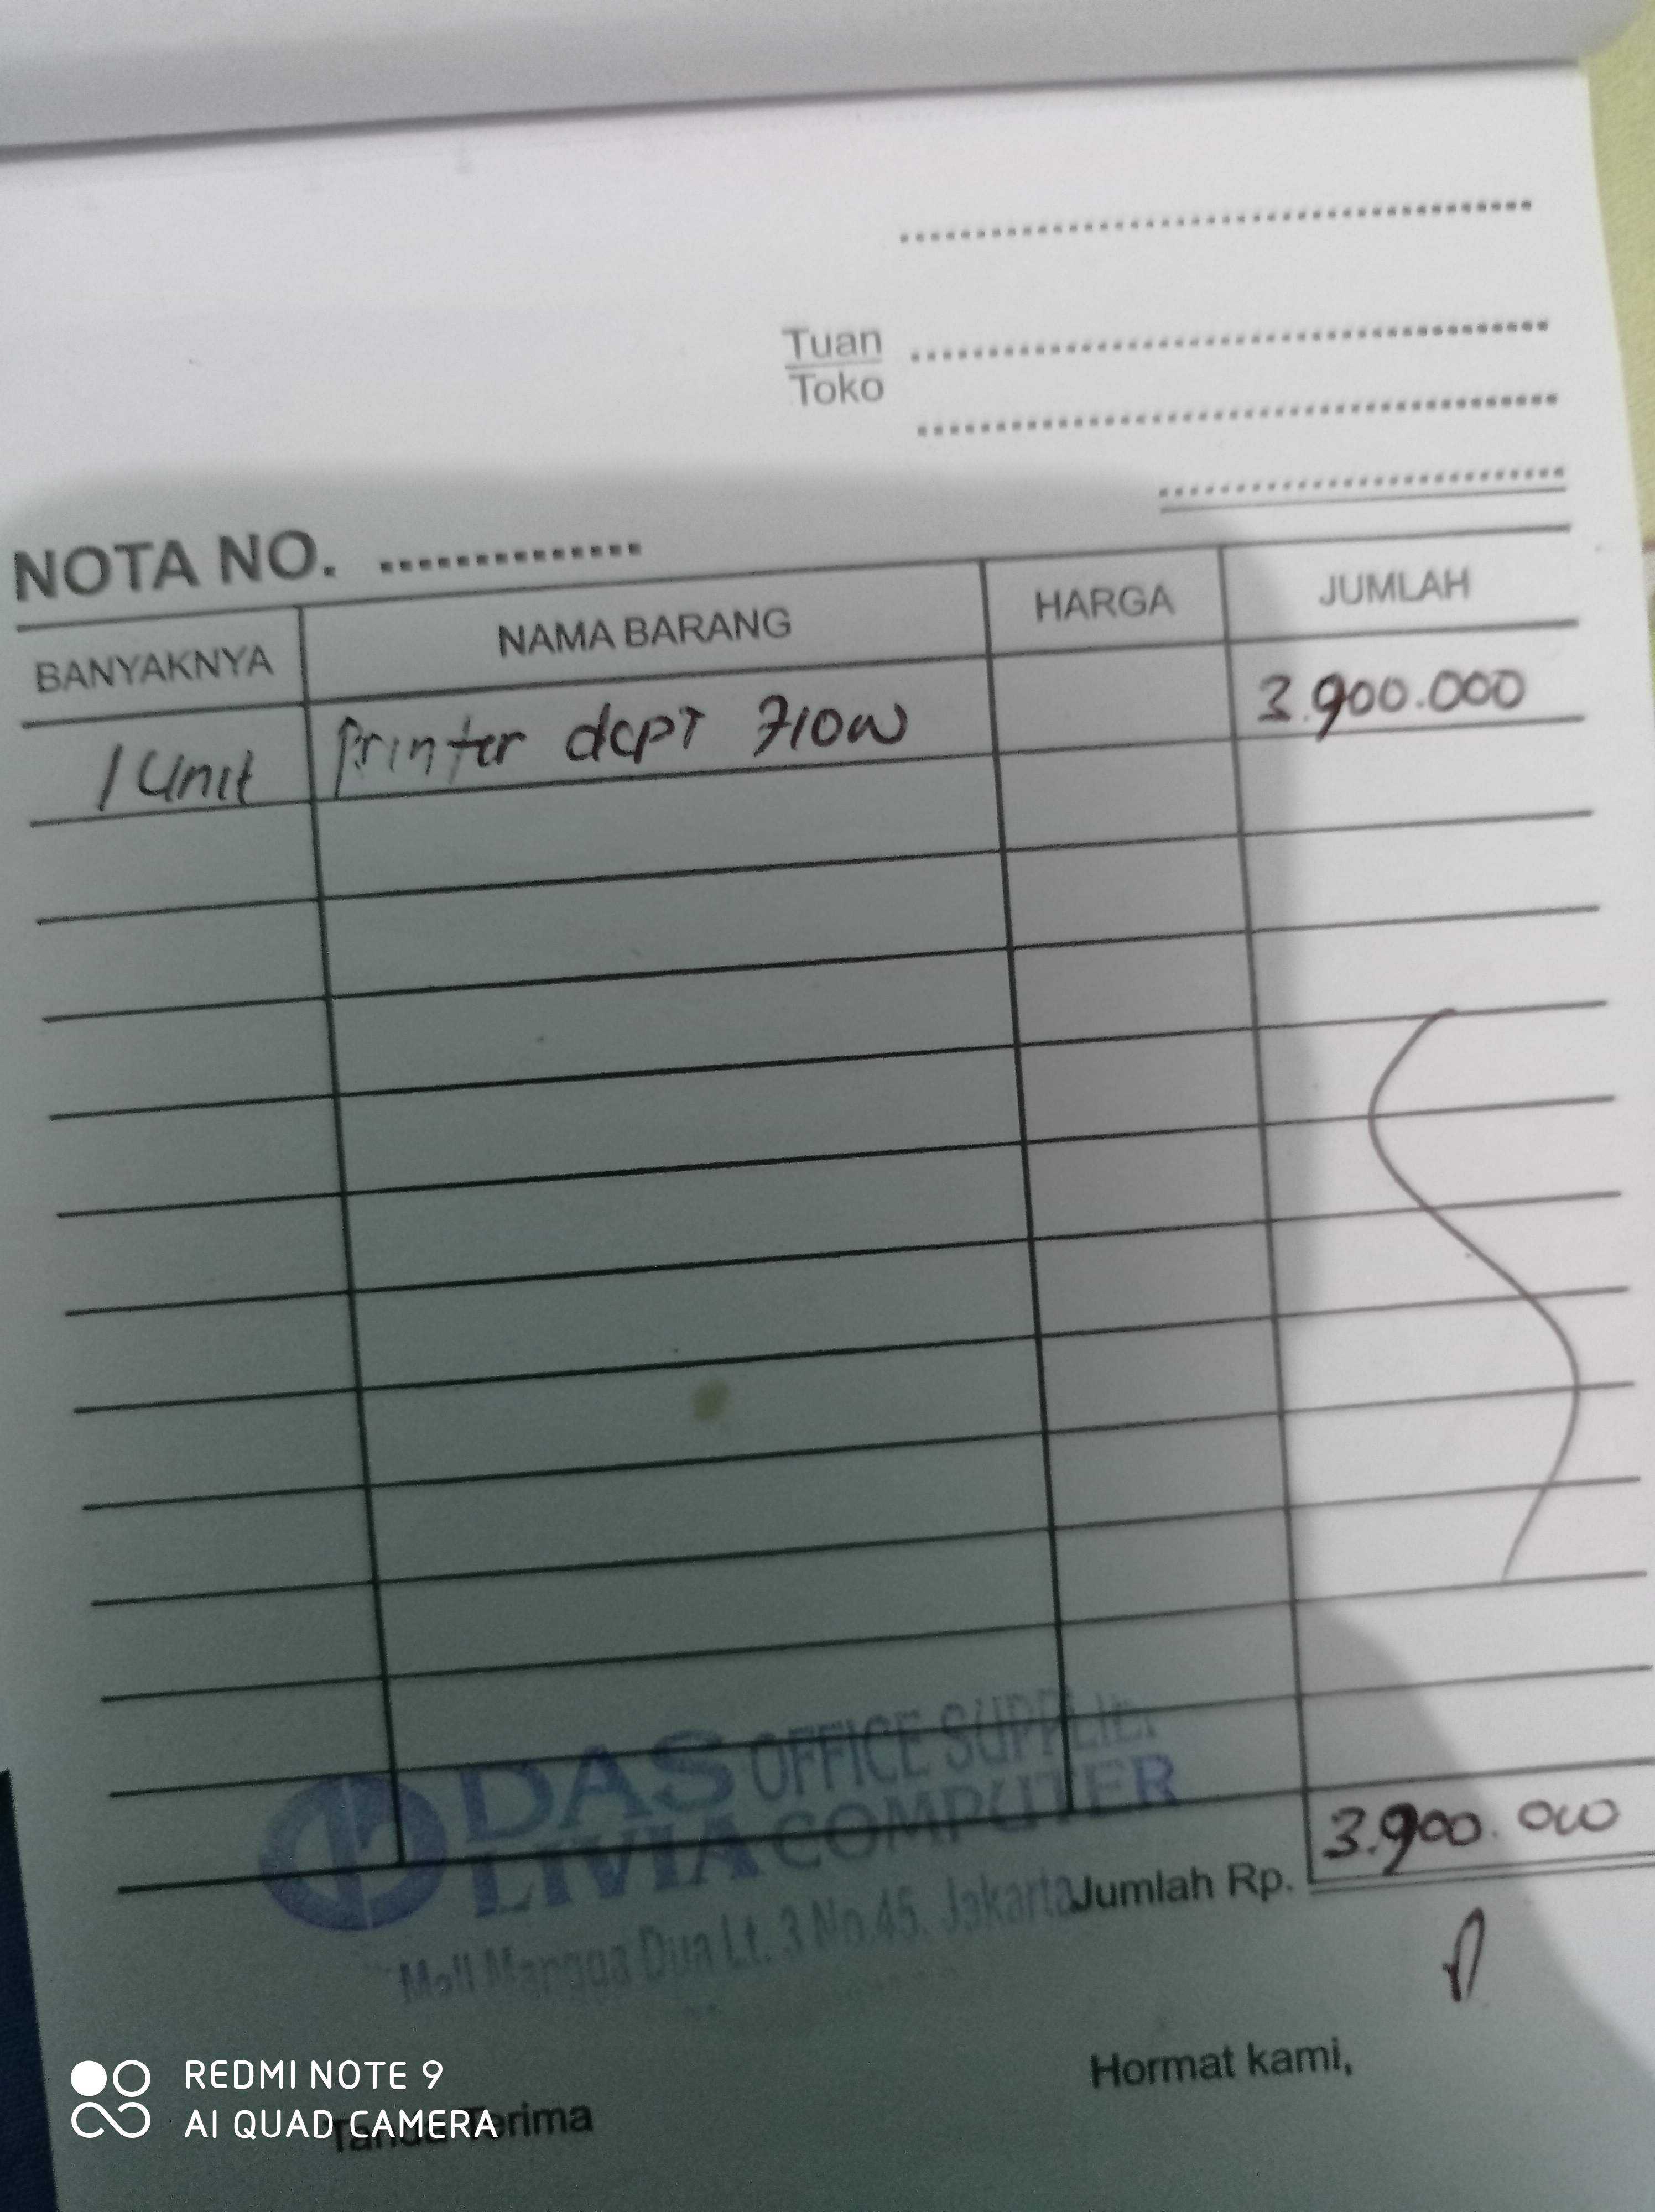 Tuan
Toko
NOTA NO. ..............
BANYAKNYA NAMA BARANG HARGA JUMLAH
1 Unit Printer dcpt 710w 3.900.000
DAS OFFICE SUPPLIER
LIVIA COMPUTER
Mall Mangga Dua Lt. 3 No.45. Jakarta
Jumlah Rp. 3.900.000
Hormat kami,
Tanda Terima
REDMI NOTE 9
AI QUAD CAMERA